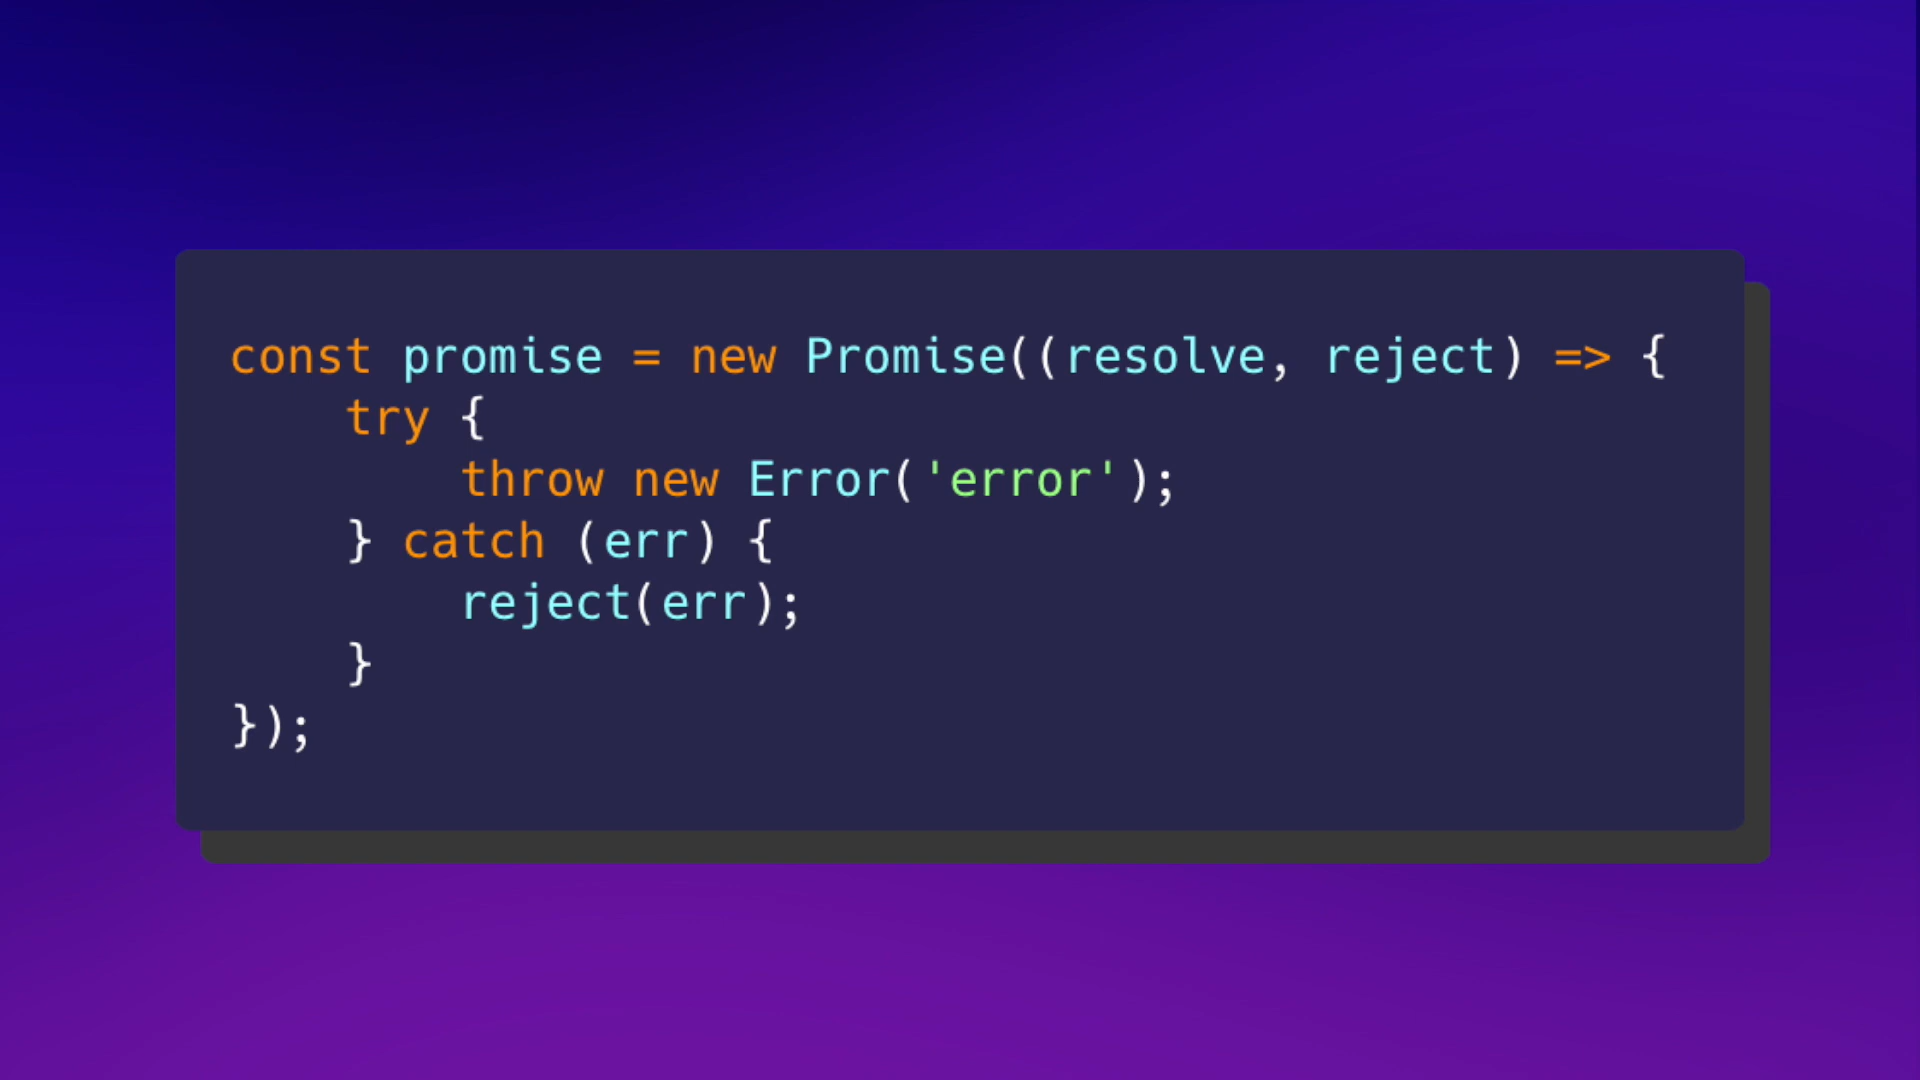 const promise = new Promise((resolve, reject) => {
    try {
        throw new Error('error');
    } catch (err) {
        reject(err);
    }
});